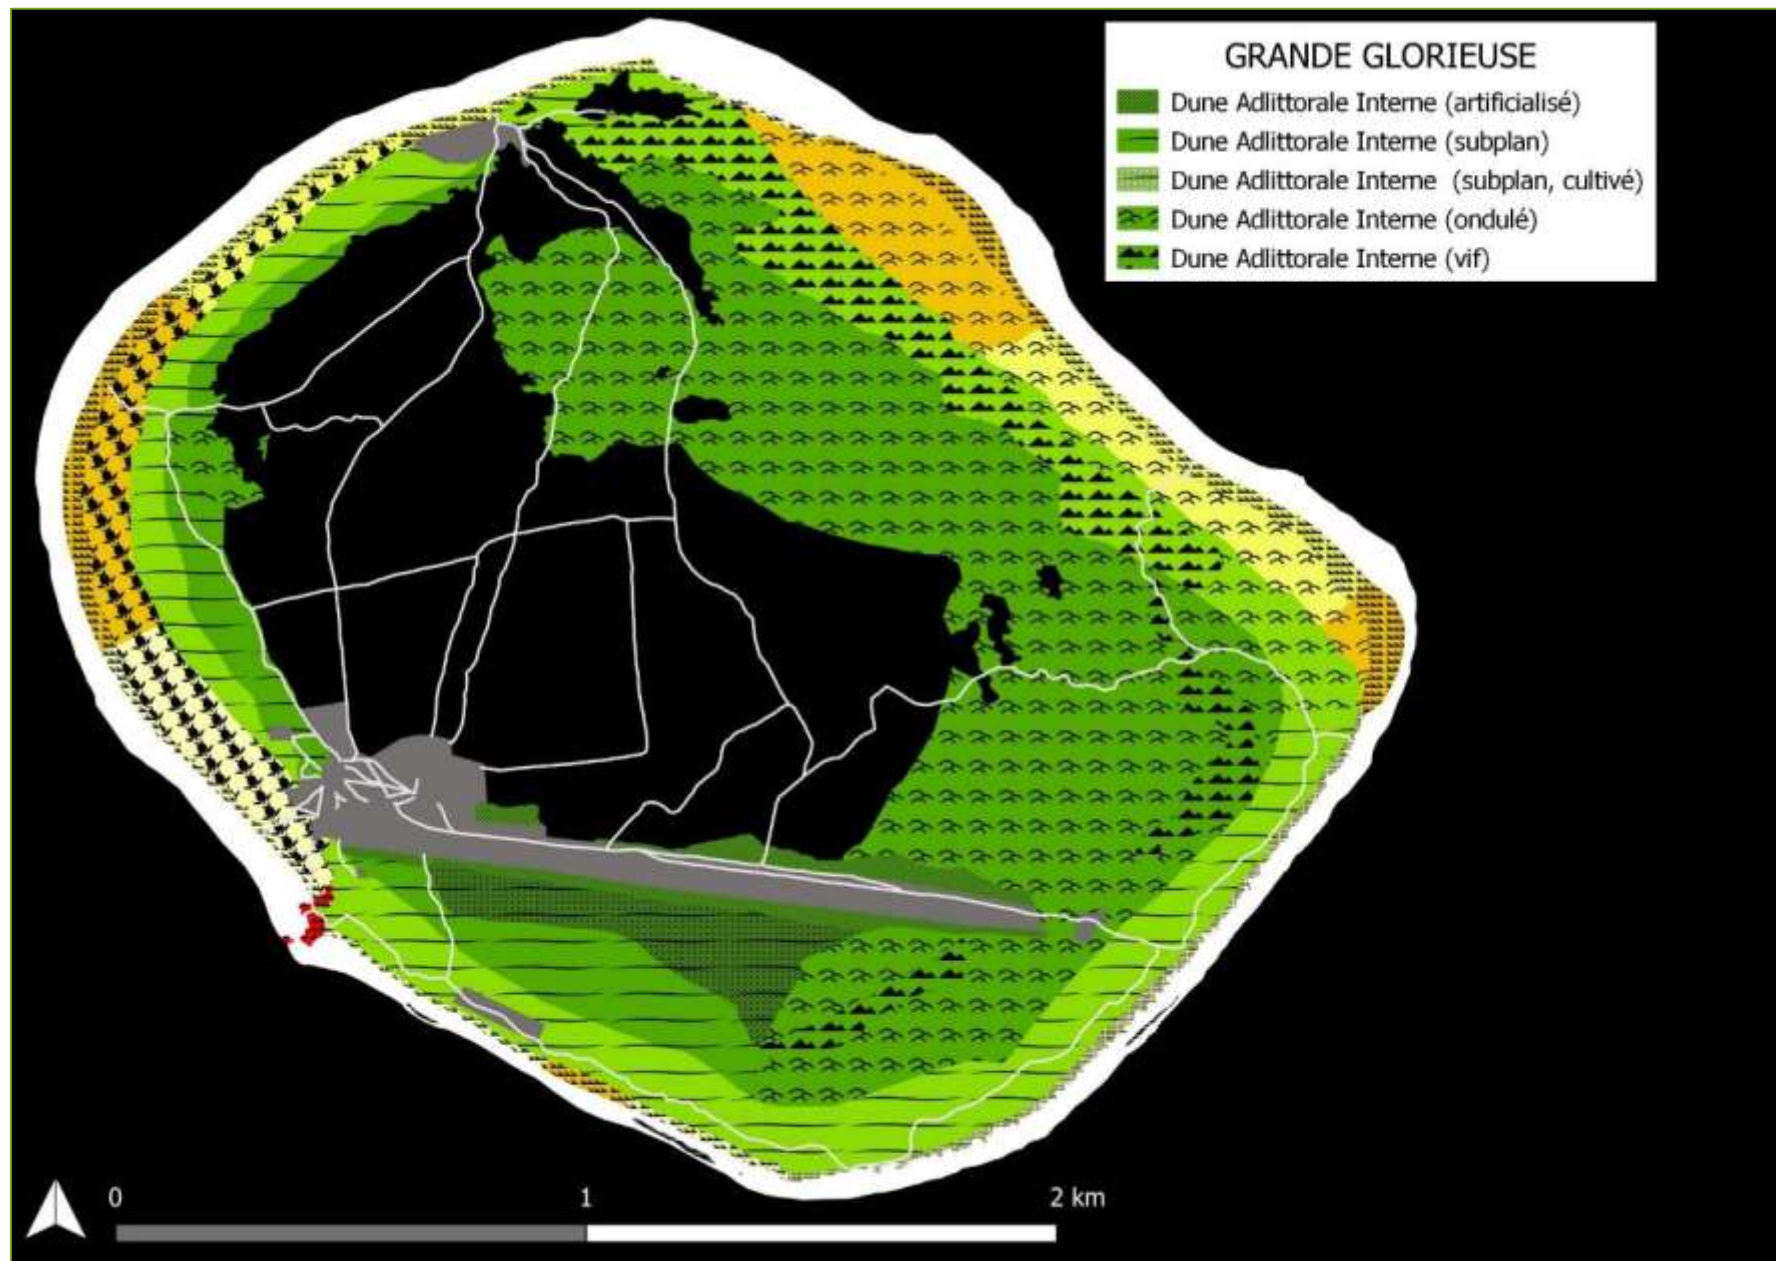 GRANDE GLORIEUSE
Dune Adlittorale Interne (artificialisé)
Dune Adlittorale Interne (subplan)
Dune Adlittorale Interne (subplan, cultivé)
Dune Adlittorale Interne (ondulé)
Dune Adlittorale Interne (vif)
0 1 2 km